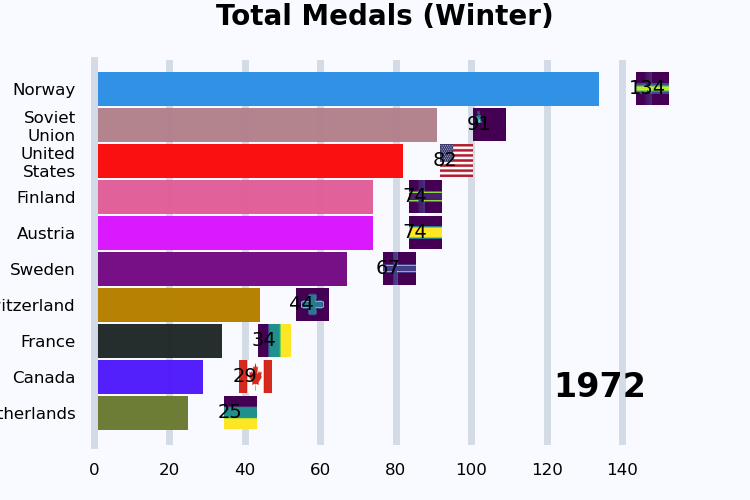 Total Medals (Winter)
Norway 134
Soviet
Union 91
United
States 82
Finland 74
Austria 74
Sweden 67
itzerland 44
France 34
Canada 29
therlands 25
1972
0 20 40 60 80 100 120 140